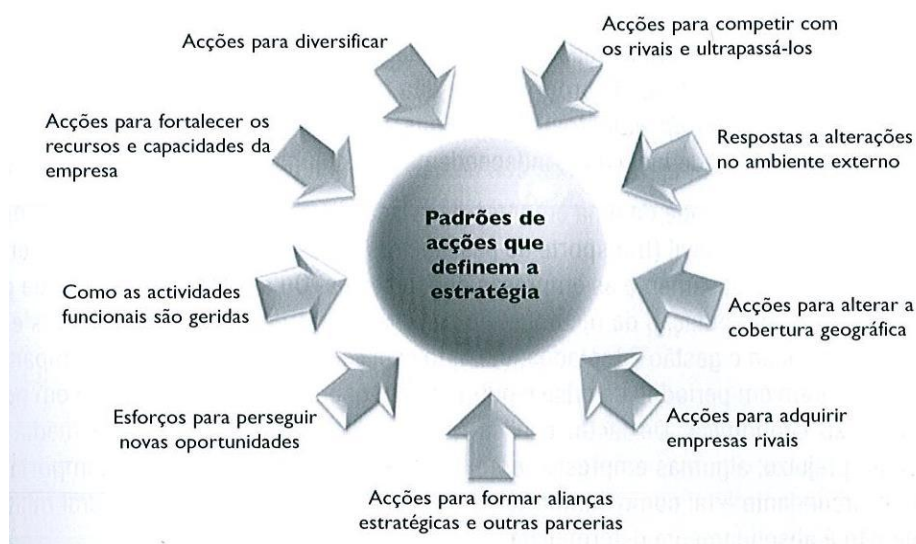 Acções para diversificar
Acções para competir com
os rivais e ultrapassá-los
Acções para fortalecer os
recursos e capacidades da
empresa
Respostas a alterações
no ambiente externo
Padrões de
acções que
definem a
estratégia
Como as actividades
funcionais são geridas
Acções para alterar a
cobertura geográfica
Esforços para perseguir
novas oportunidades
Acções para adquirir
empresas rivais
Acções para formar alianças
estratégicas e outras parcerias